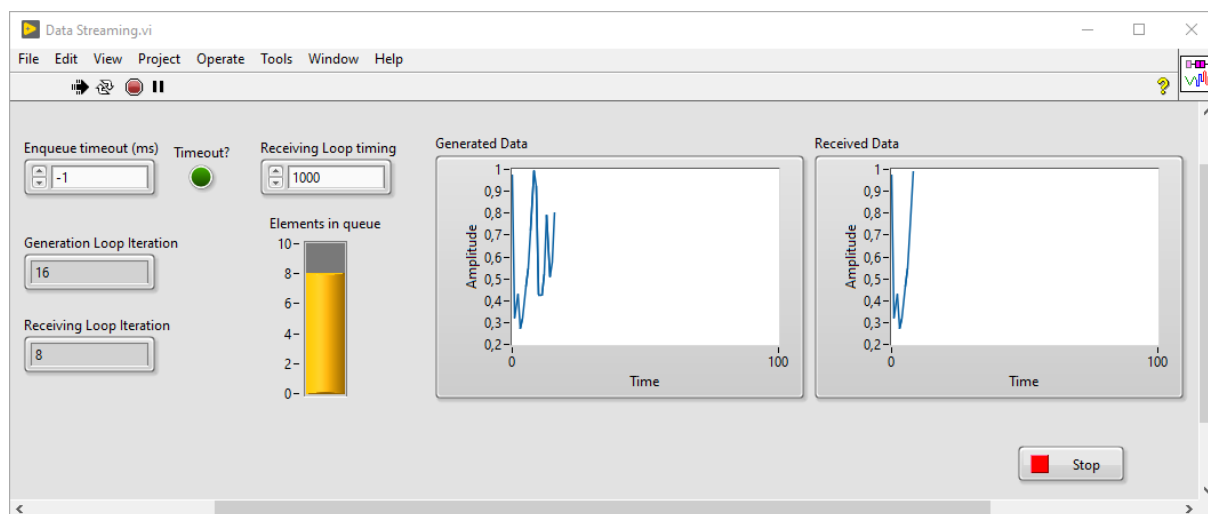 Data Streaming.vi
File Edit View Project Operate Tools Window Help
?
Enqueue timeout (ms)
-1
Timeout?
Receiving Loop timing
1000
Generation Loop Iteration
16
Receiving Loop Iteration
8
Elements in queue
10
8
6
4
2
0
Generated Data
Amplitude
1
0,9
0,8
0,7
0,6
0,5
0,4
0,3
0,2
0 100
Time
Received Data
Amplitude
1
0,9
0,8
0,7
0,6
0,5
0,4
0,3
0,2
0 100
Time
Stop